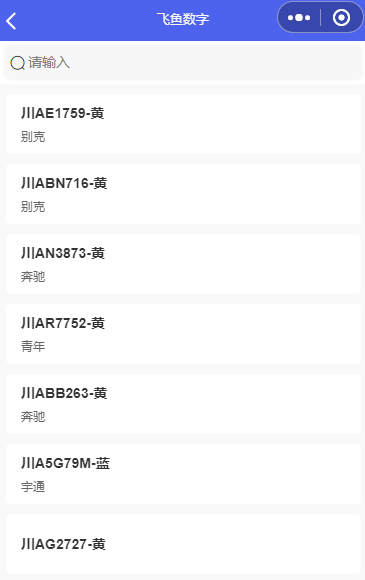 飞鱼数字
请输入
川AE1759-黄
别克
川ABN716-黄
别克
川AN3873-黄
奔驰
川AR7752-黄
青年
川ABB263-黄
奔驰
川A5G79M-蓝
宇通
川AG2727-黄